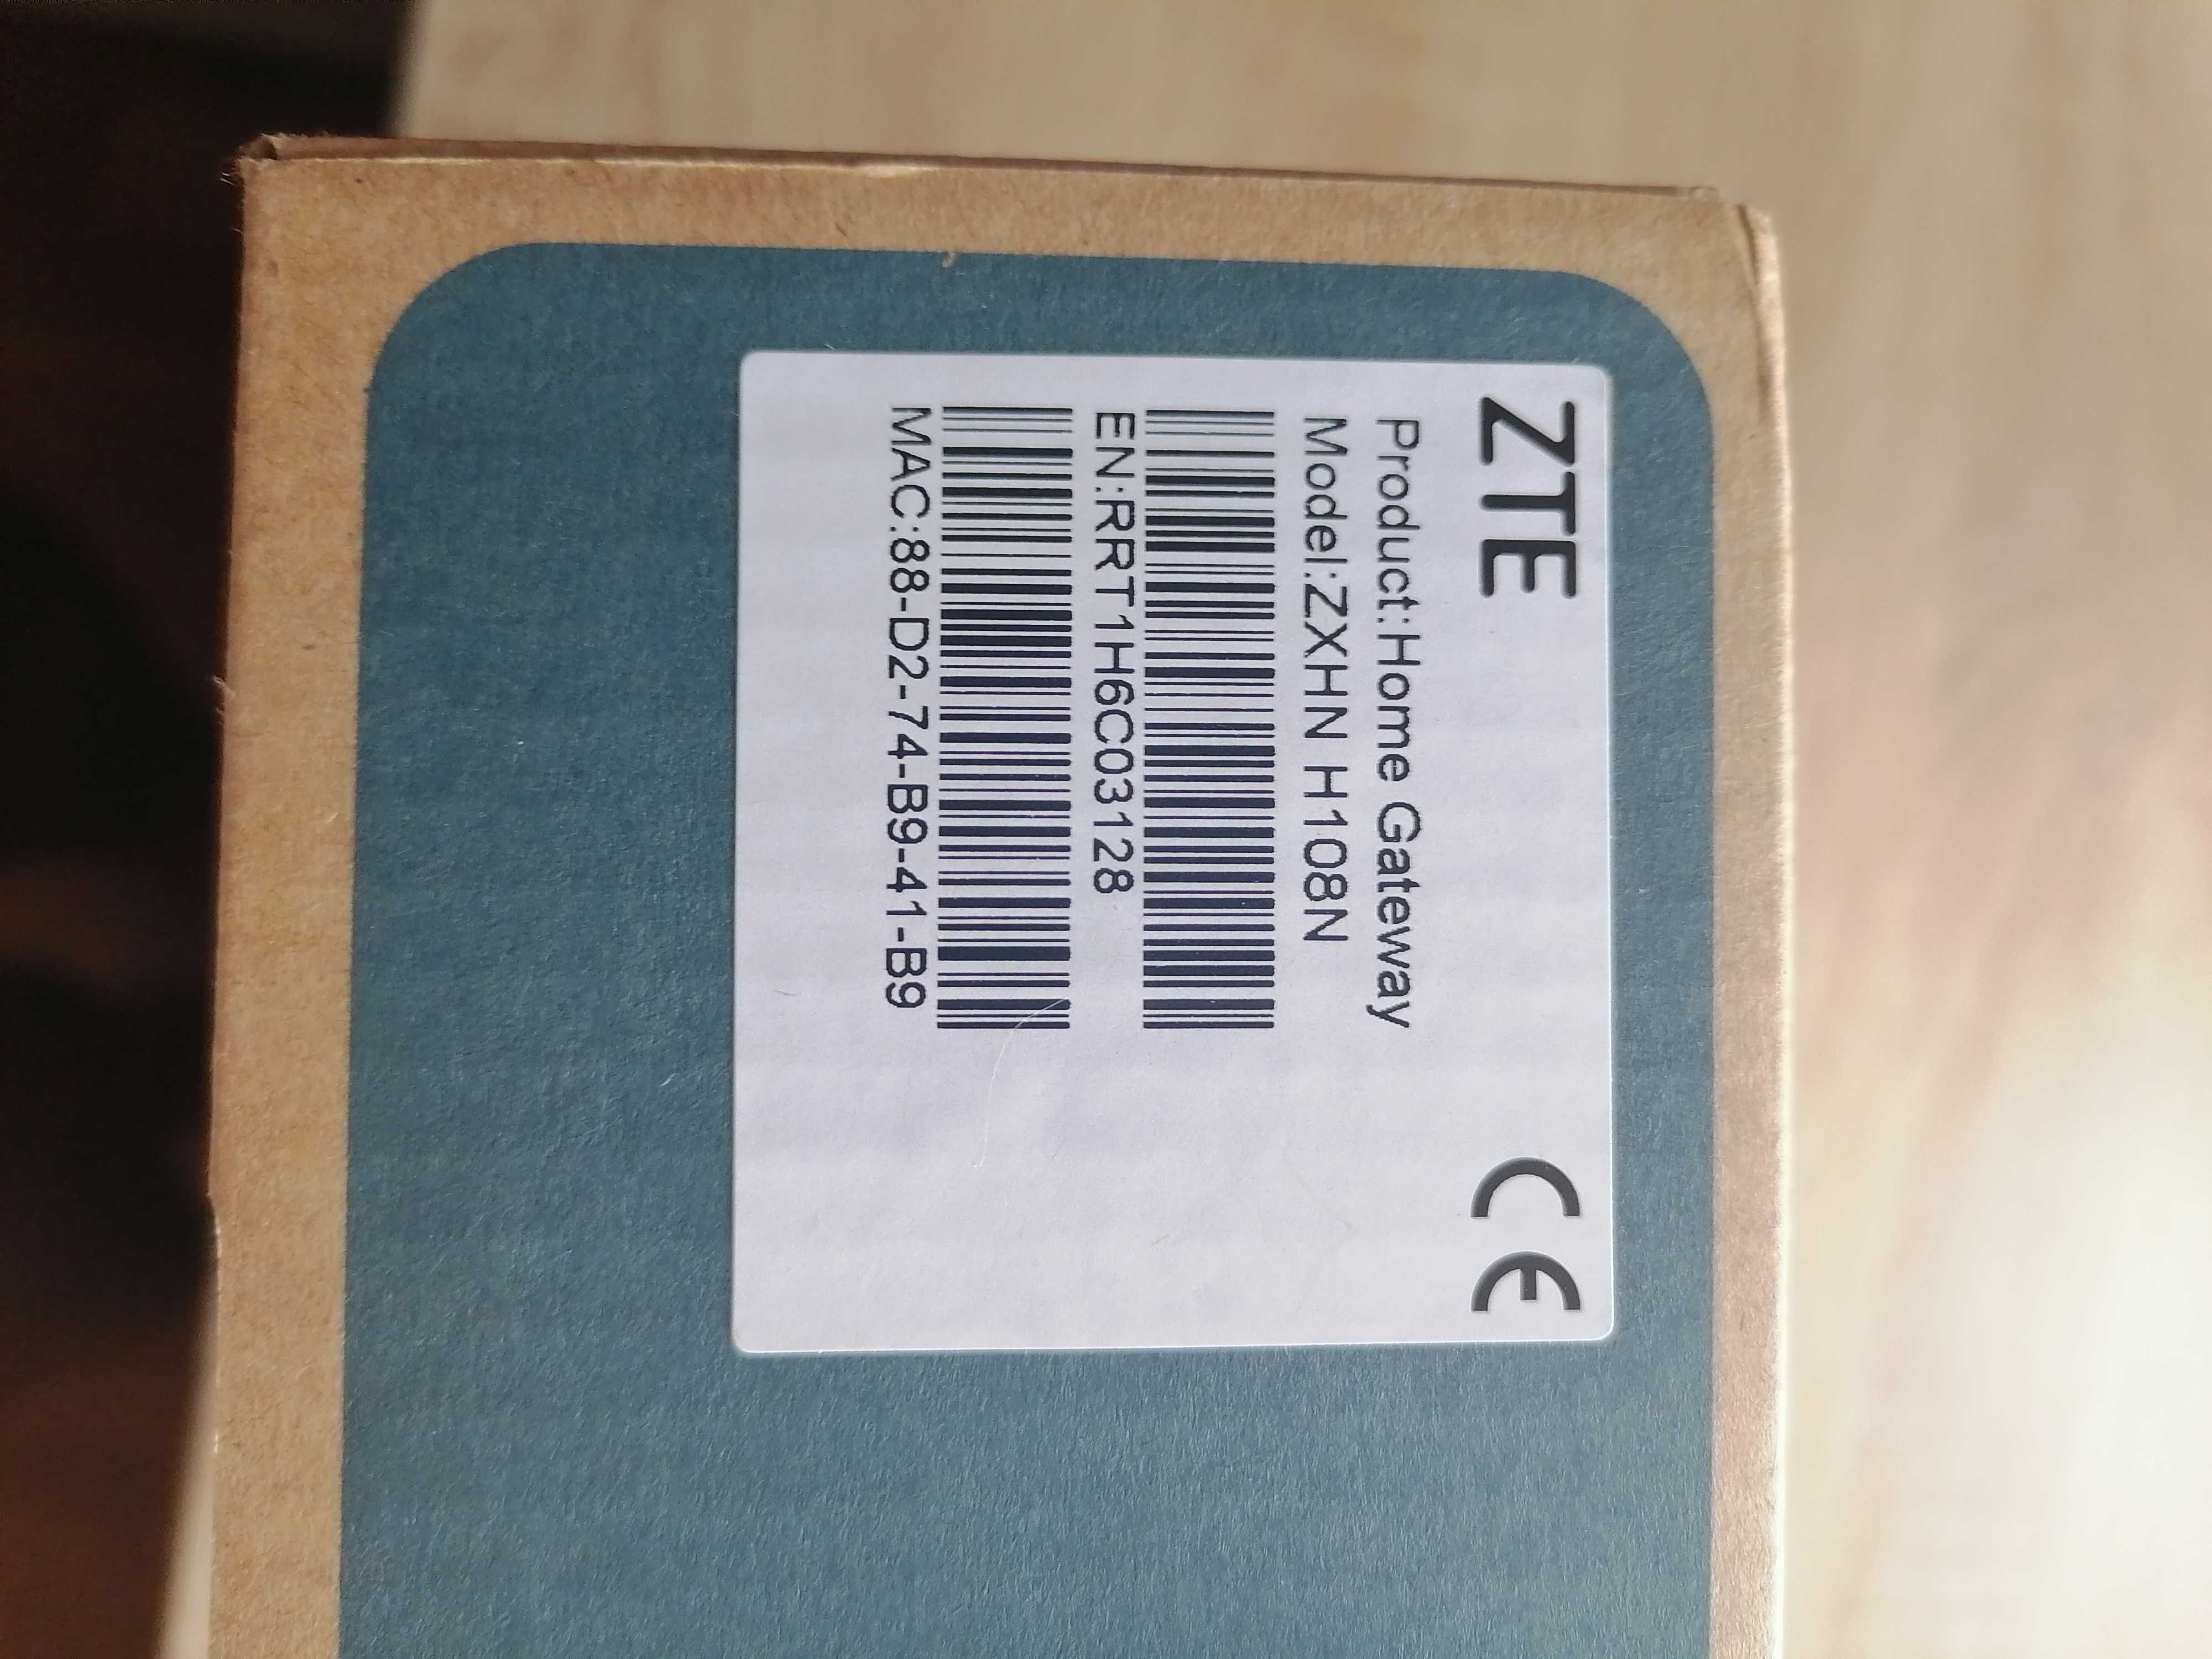 ZTE CE
Product:Home Gateway
Model:ZXHN H108N
EN:RRT1H6C03128
MAC:88-D2-74-B9-41-B9